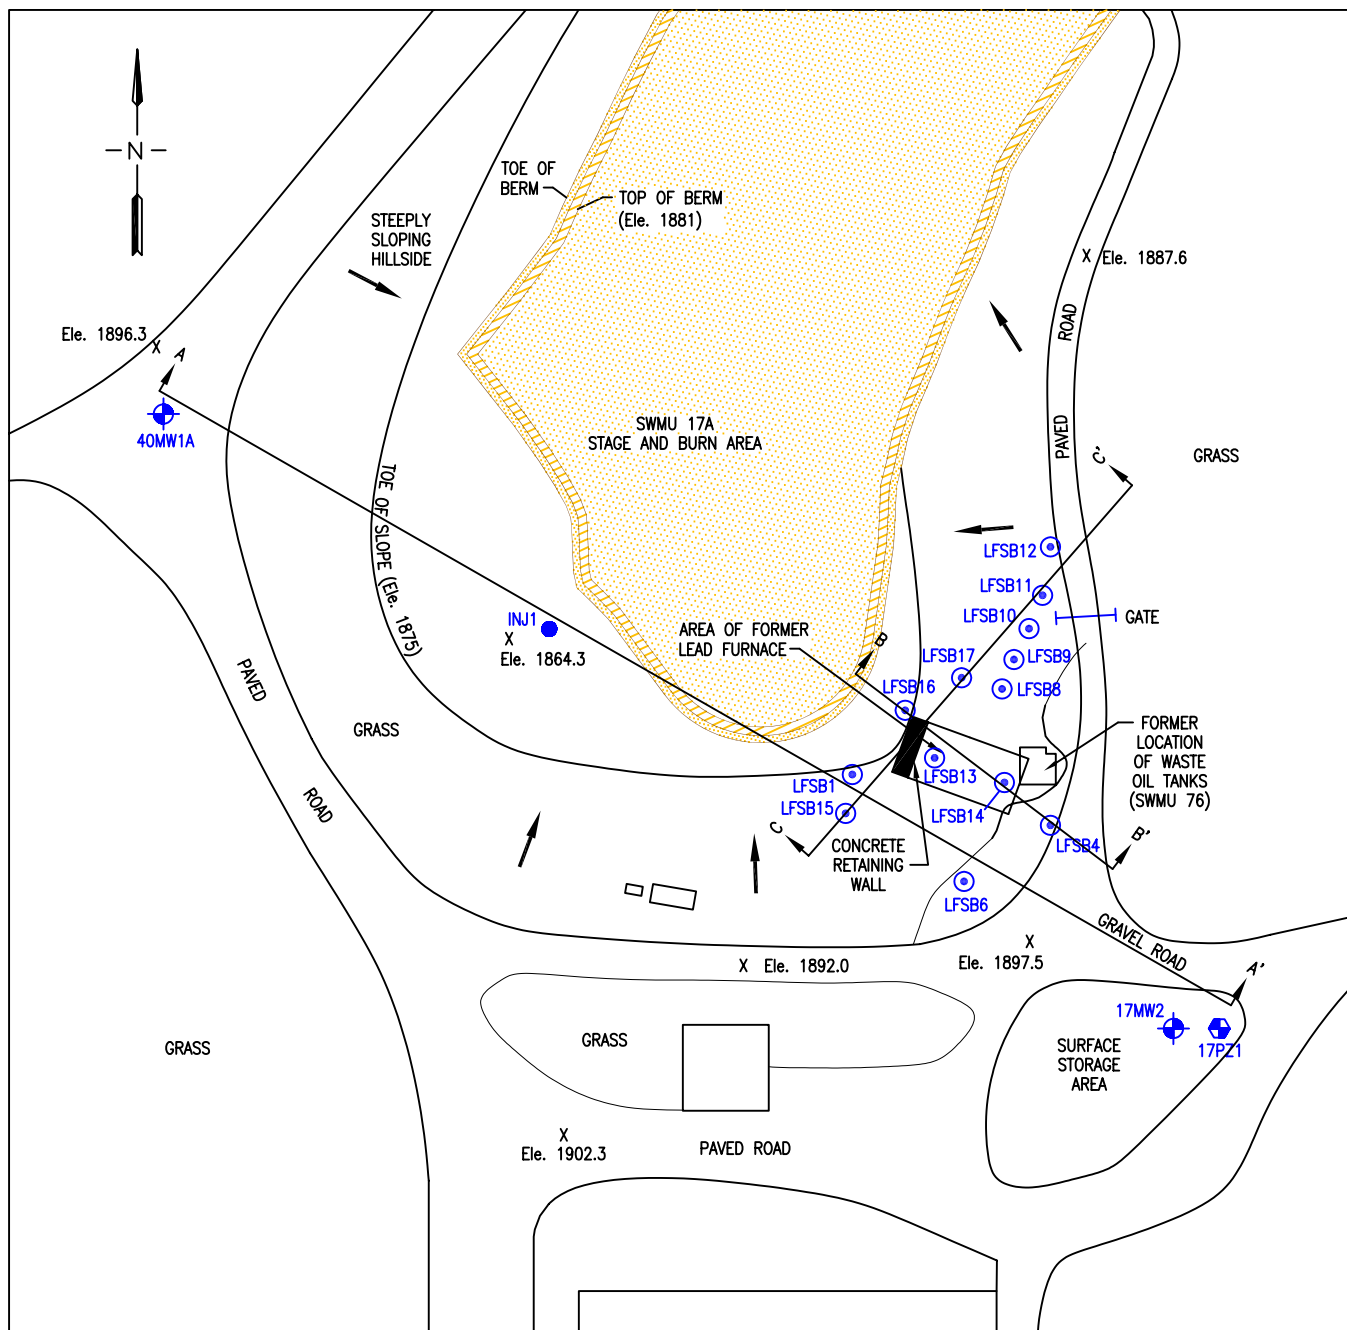 N
TOE OF
BERM
TOP OF BERM
(Ele. 1881)
STEEPLY
SLOPING
HILLSIDE
X Ele. 1887.6
Ele. 1896.3
X
A
40MW1A
PAVED ROAD
SWMU 17A
STAGE AND BURN AREA
C'
GRASS
TOE OF SLOPE (Ele. 1875)
LFSB12
LFSB11
LFSB10
GATE
INJ1
X
Ele. 1864.3
AREA OF FORMER
LEAD FURNACE
B
LFSB17
LFSB9
LFSB8
LFSB16
PAVED
ROAD
GRASS
FORMER
LOCATION
OF WASTE
OIL TANKS
(SWMU 76)
LFSB1
LFSB13
LFSB15
LFSB14
C
CONCRETE
RETAINING
WALL
LFSB4
B'
LFSB6
GRAVEL ROAD
X
Ele. 1897.5
X Ele. 1892.0
A'
17MW2
17PZ1
GRASS
GRASS
SURFACE
STORAGE
AREA
X
Ele. 1902.3
PAVED ROAD